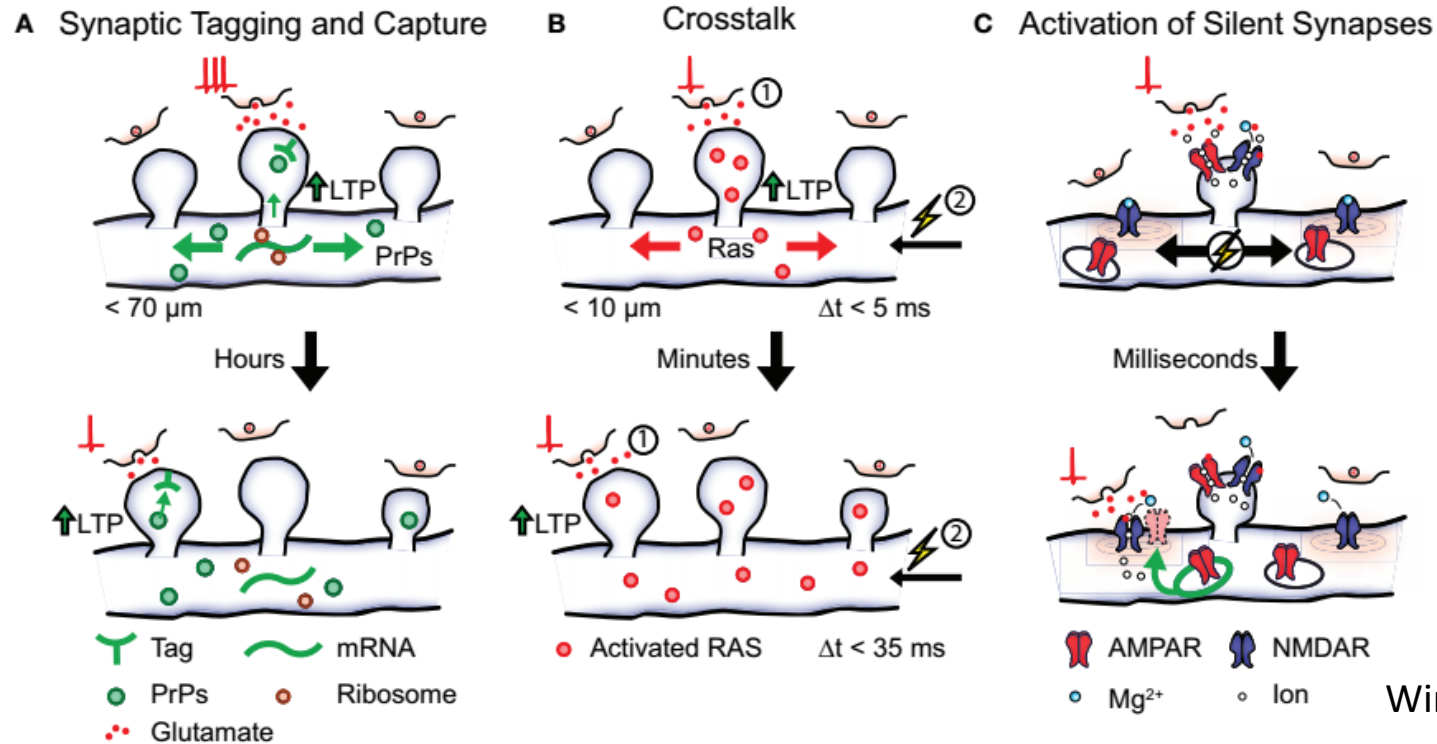 A Synaptic Tagging and Capture
B Crosstalk
C Activation of Silent Synapses
LTP
PrPs
< 70 µm
Hours
LTP
Tag
mRNA
PrPs
Ribosome
Glutamate
1
LTP
2
Ras
< 10 µm
Δt < 5 ms
Minutes
1
LTP
2
Activated RAS
Δt < 35 ms
Milliseconds
AMPAR
NMDAR
Mg²⁺
Ion